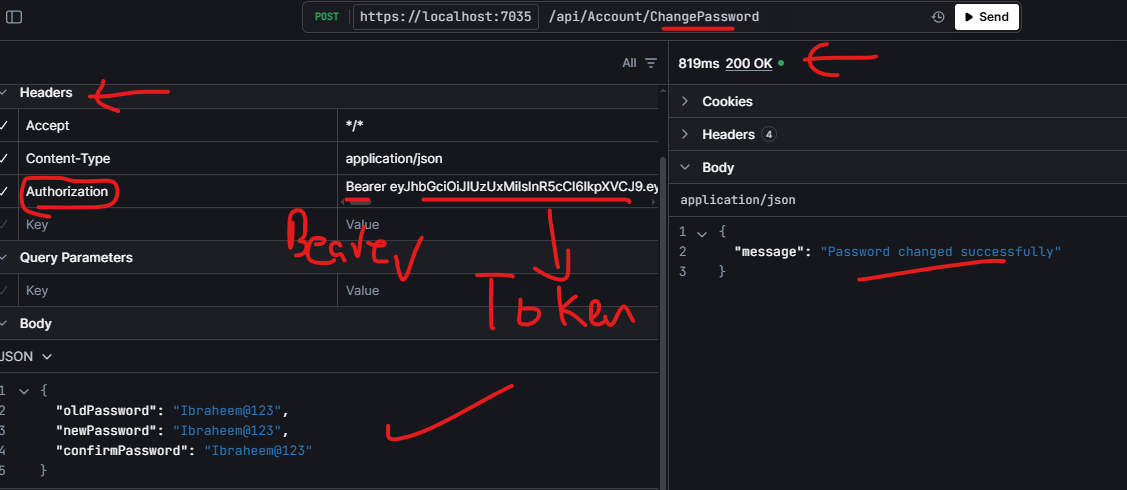 POST https://localhost:7035 /api/Account/ChangePassword Send
All
819ms 200 OK
Headers
Accept */*
Content-Type application/json
Authorization Bearer eyJhbGciOiJIUzUxMiIsInR5cCI6IkpXVCJ9.ey
Key Value
Bearer
Token
Query Parameters
Key Value
Body
JSON
1 {
2 "oldPassword": "Ibraheem@123",
3 "newPassword": "Ibraheem@123",
4 "confirmPassword": "Ibraheem@123"
5 }
Cookies
Headers 4
Body
application/json
1 {
2 "message": "Password changed successfully"
3 }